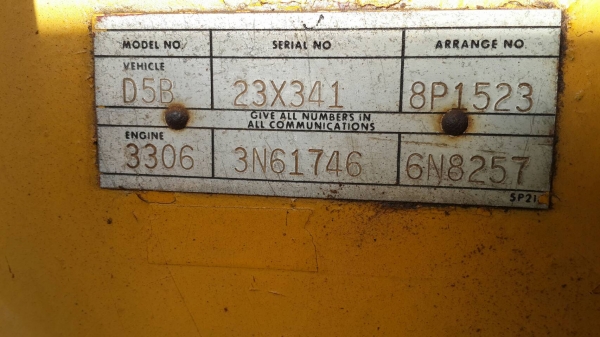 MODEL NO. SERIAL NO ARRANGE NO.
VEHICLE
D5B 23X341 8P1523
GIVE ALL NUMBERS IN
ALL COMMUNICATIONS
ENGINE
3306 3N61746 6N8257